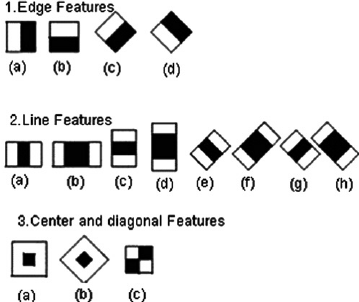 1.Edge Features
(a) (b) (c) (d)
2.Line Features
(a) (b) (c) (d) (e) (f) (g) (h)
3.Center and diagonal Features
(a) (b) (c)